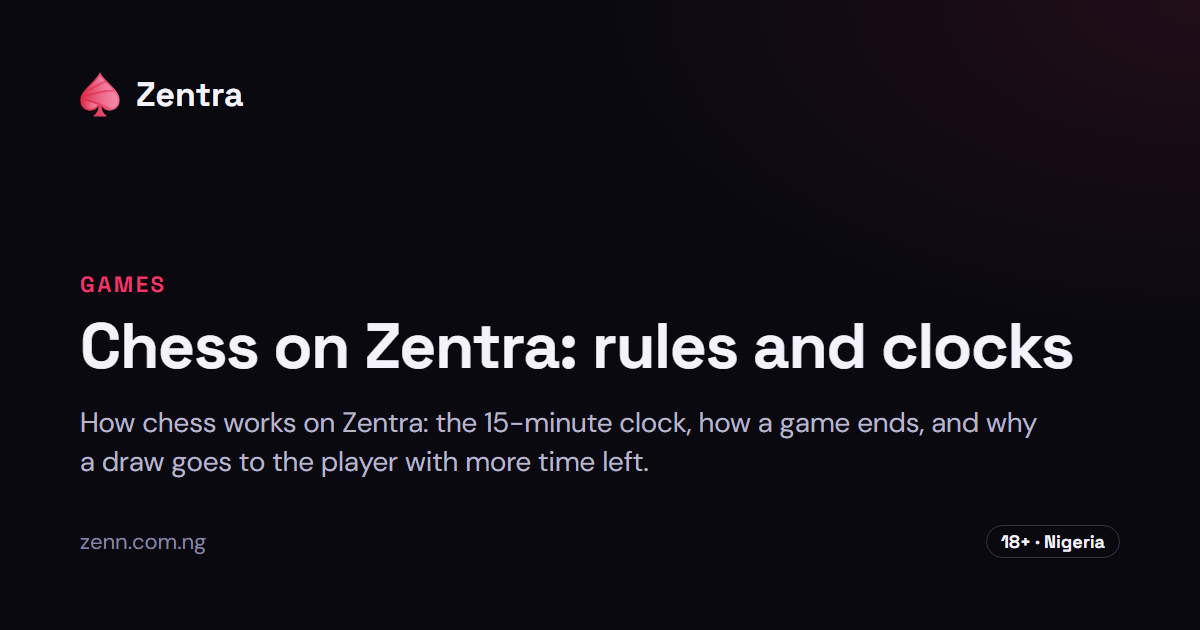 Zentra
GAMES
Chess on Zentra: rules and clocks
How chess works on Zentra: the 15-minute clock, how a game ends, and why
a draw goes to the player with more time left.
zenn.com.ng
18+ · Nigeria